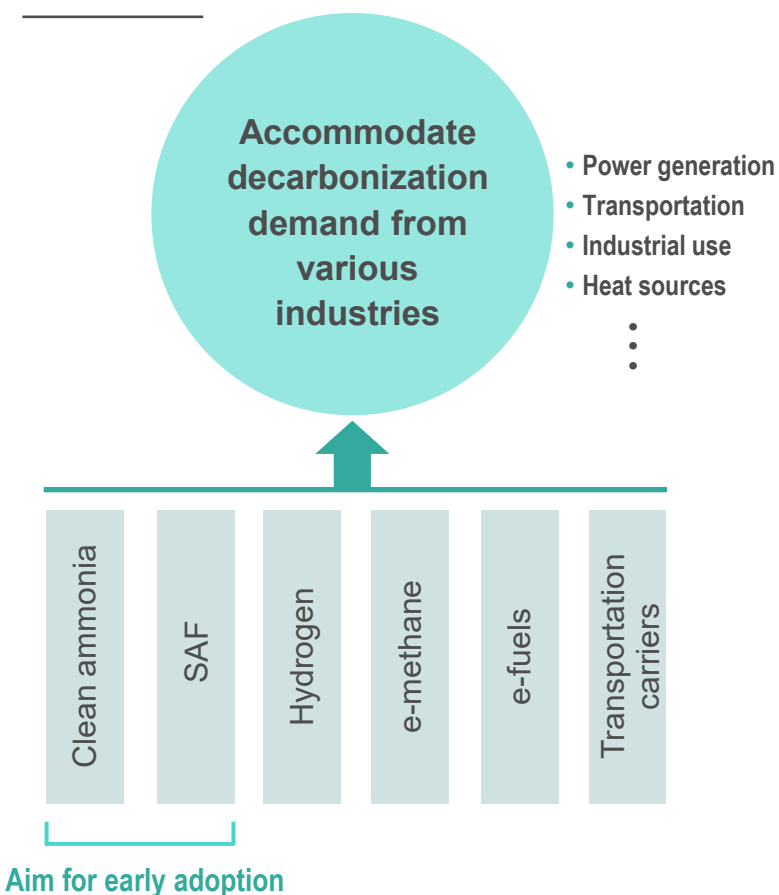 Accommodate
decarbonization
demand from
various
industries
• Power generation
• Transportation
• Industrial use
• Heat sources
Clean ammonia
SAF
Hydrogen
e-methane
e-fuels
Transportation
carriers
Aim for early adoption